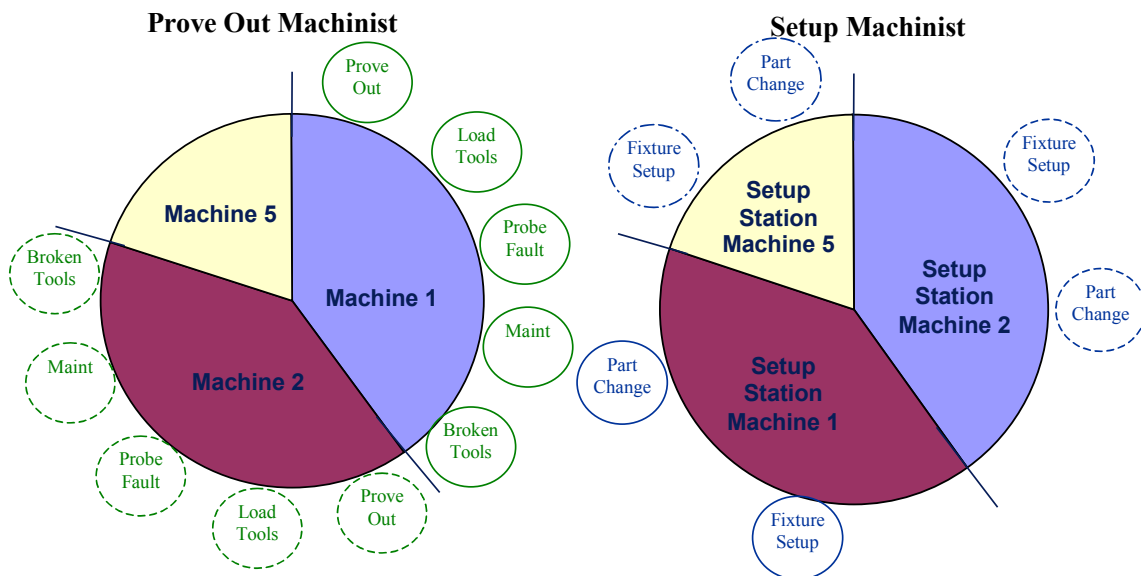 Prove Out Machinist
Prove
Out
Load
Tools
Probe
Fault
Maint
Broken
Tools
Prove
Out
Load
Tools
Probe
Fault
Maint
Broken
Tools
Machine 5
Machine 1
Machine 2
Setup Machinist
Part
Change
Fixture
Setup
Fixture
Setup
Part
Change
Part
Change
Fixture
Setup
Setup
Station
Machine 5
Setup
Station
Machine 2
Setup
Station
Machine 1